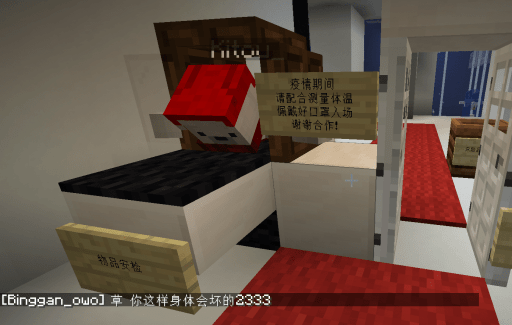 疫情期间
请配合测量体温
佩戴好口罩入场
谢谢合作!
物品安检
[Binggan_owo] 草 你这样身体会坏的2333